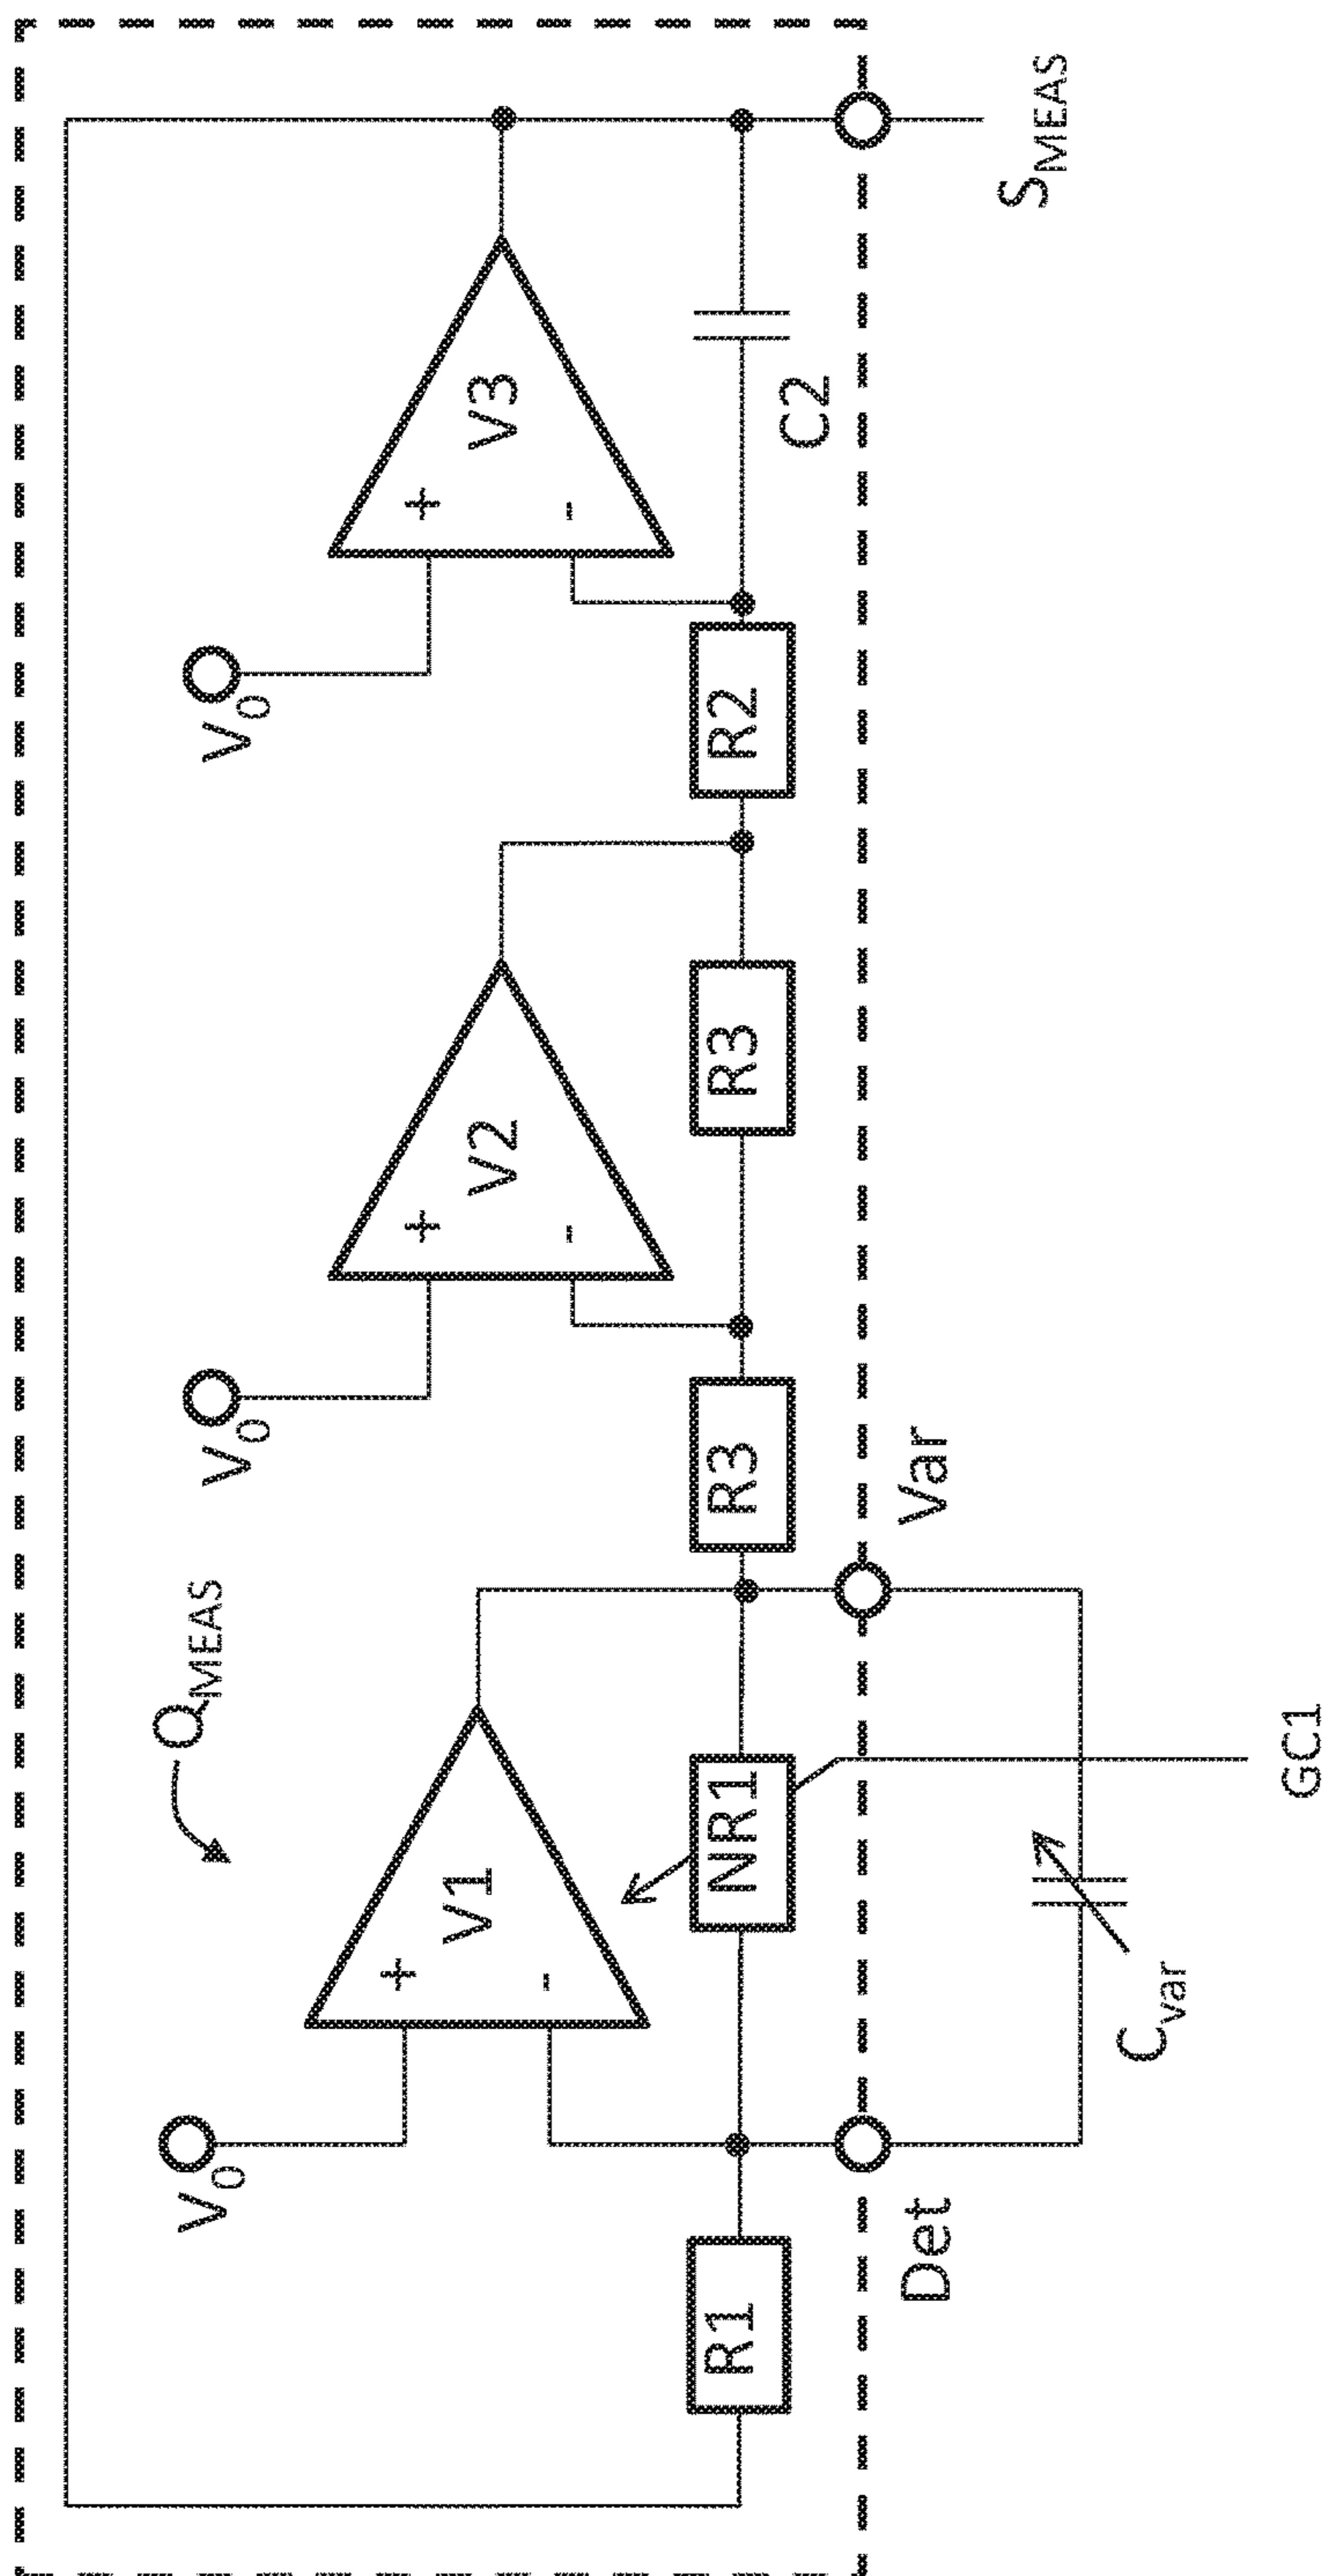 Q_MEAS
V_0
V_0
V_0
V1
+
-
V2
+
-
V3
+
-
R1
NR1
R3
R3
R2
C2
Det
Var
S_MEAS
C_var
GC1